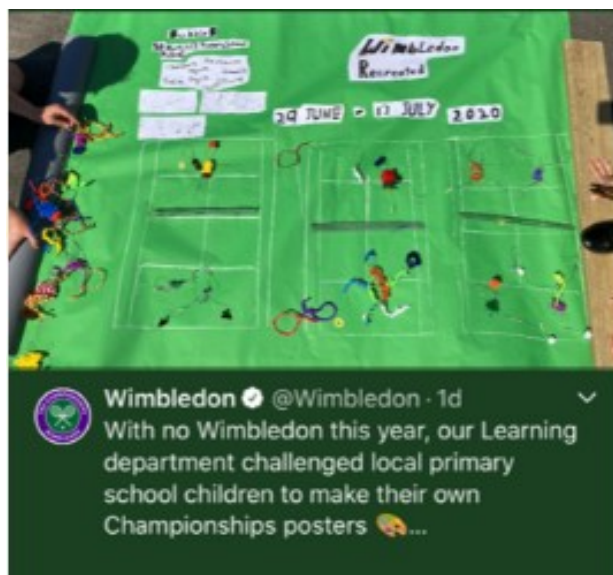 Wimbledon
Recreated
29 JUNE - 12 JULY 2020
Wimbledon @Wimbledon · 1d
With no Wimbledon this year, our Learning
department challenged local primary
school children to make their own
Championships posters 🎨...